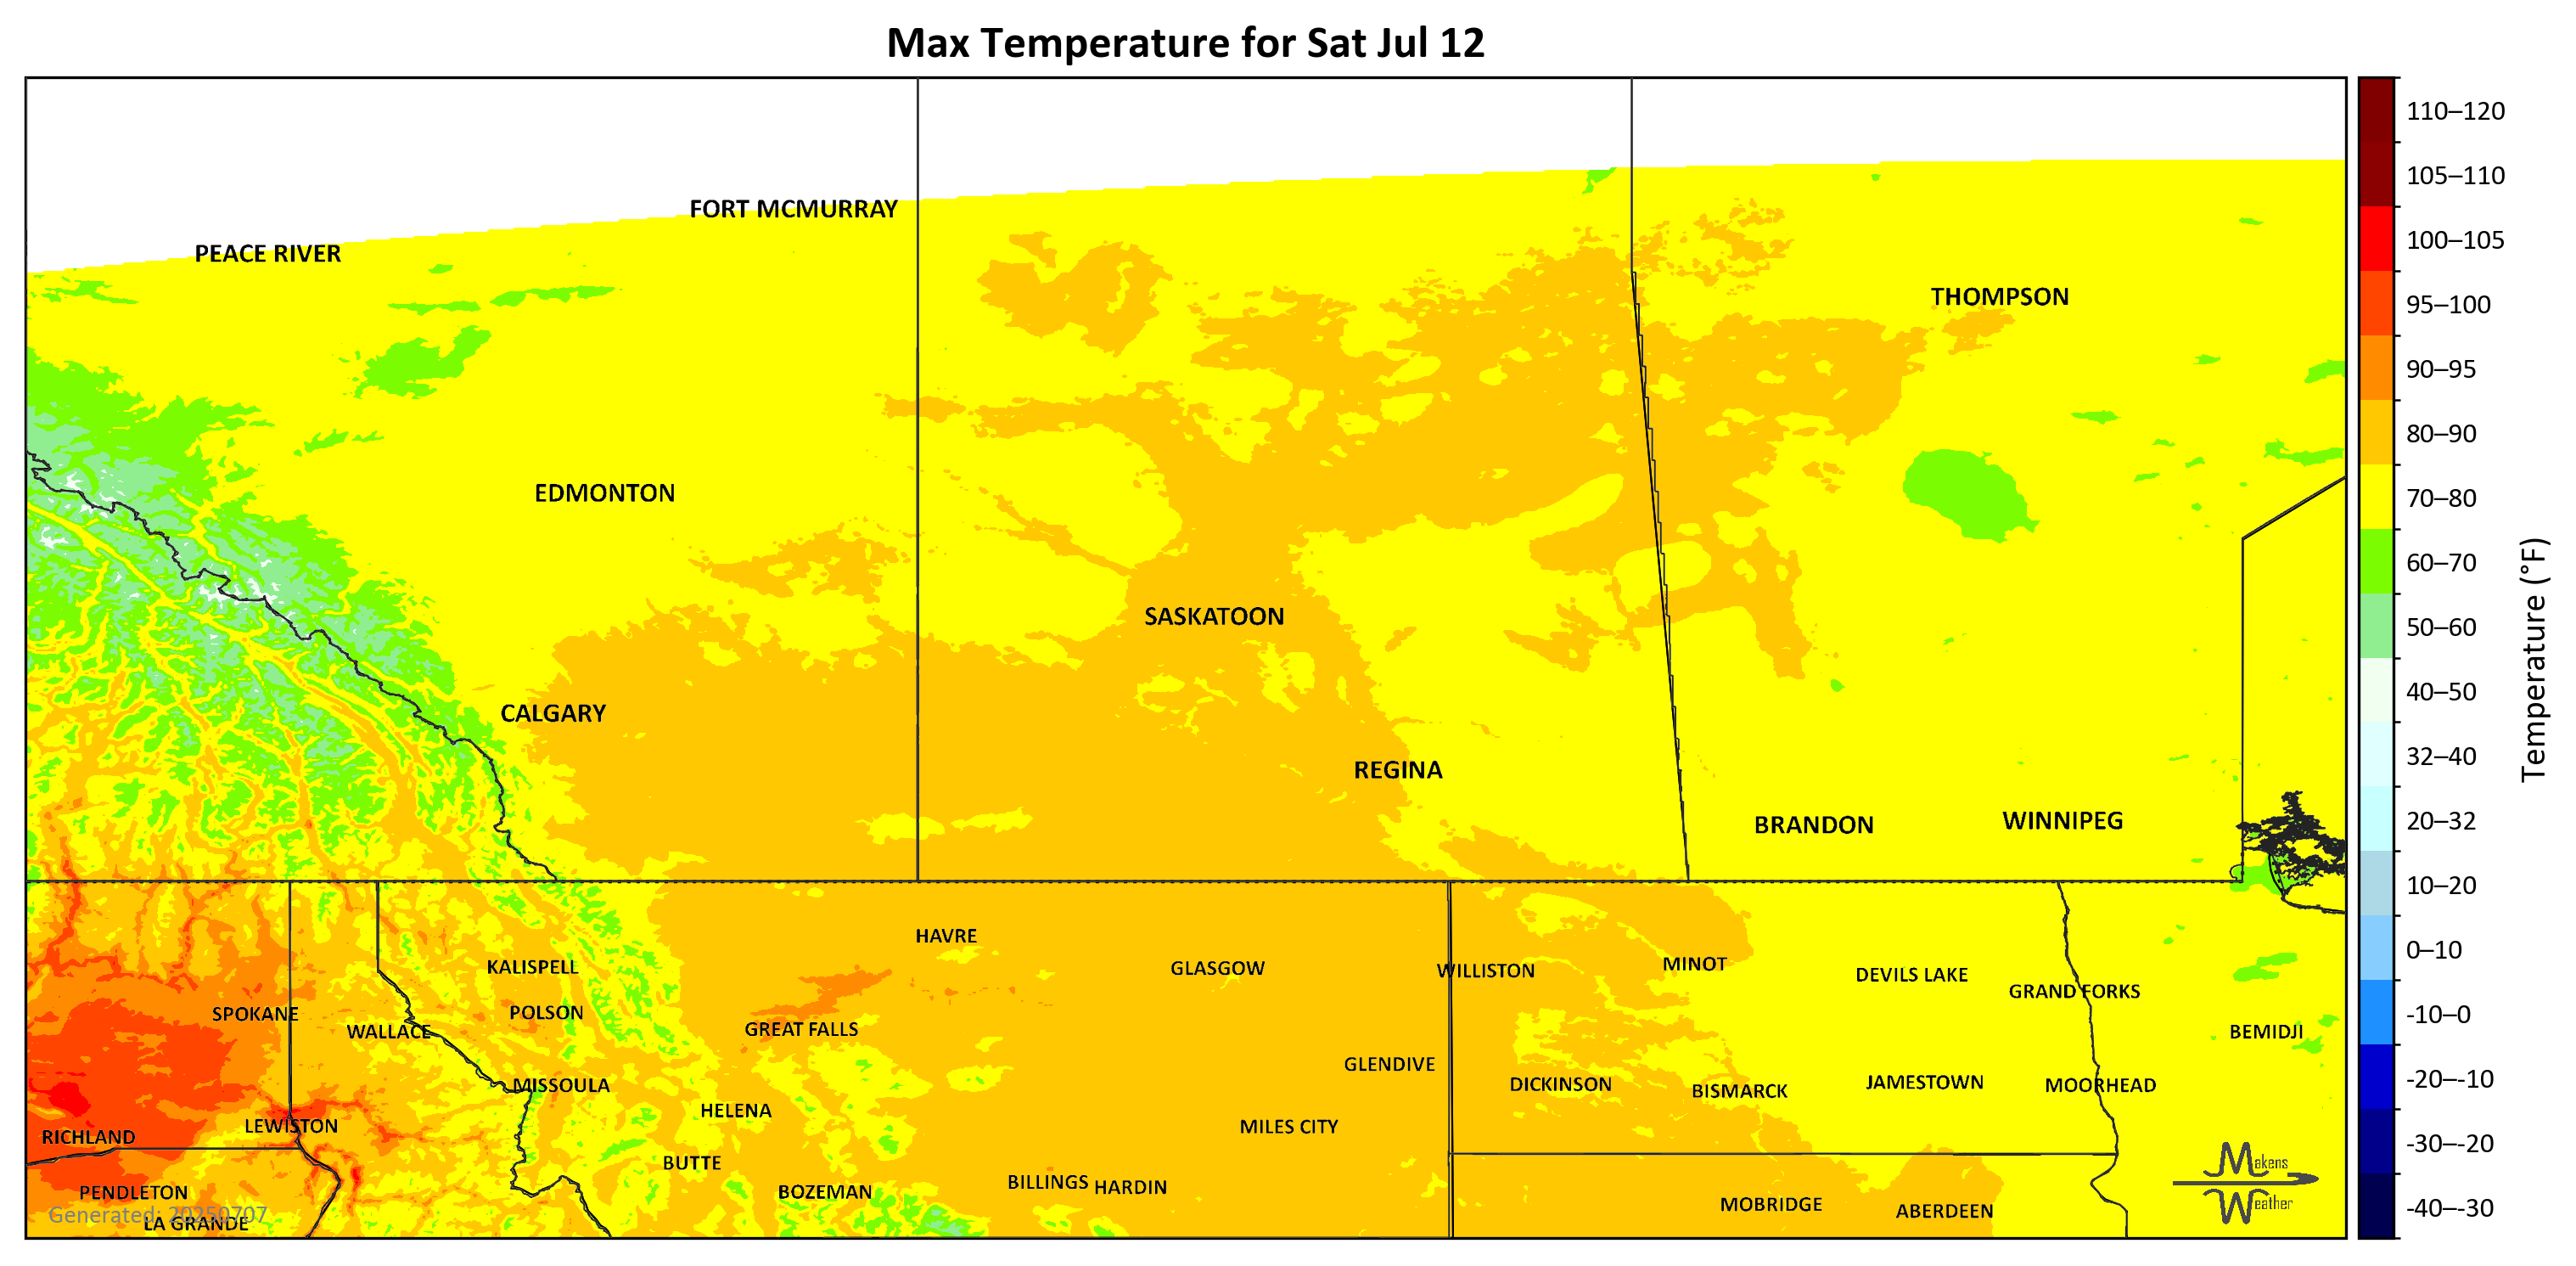 Max Temperature for Sat Jul 12
110–120
105–110
100–105
95–100
90–95
80–90
70–80
60–70
50–60
40–50
32–40
20–32
10–20
0–10
-10–0
-20–-10
-30–-20
-40–-30
Temperature (°F)
FORT MCMURRAY
PEACE RIVER
THOMPSON
EDMONTON
SASKATOON
CALGARY
REGINA
BRANDON
WINNIPEG
HAVRE
KALISPELL
GLASGOW
WILLISTON
MINOT
DEVILS LAKE
GRAND FORKS
SPOKANE
POLSON
WALLACE
GREAT FALLS
BEMIDJI
GLENDIVE
MISSOULA
DICKINSON
BISMARCK
JAMESTOWN
MOORHEAD
HELENA
LEWISTON
MILES CITY
RICHLAND
BUTTE
BILLINGS
HARDIN
PENDLETON
BOZEMAN
MOBRIDGE
ABERDEEN
LA GRANDE
Generated: 20250707
Makens
Weather